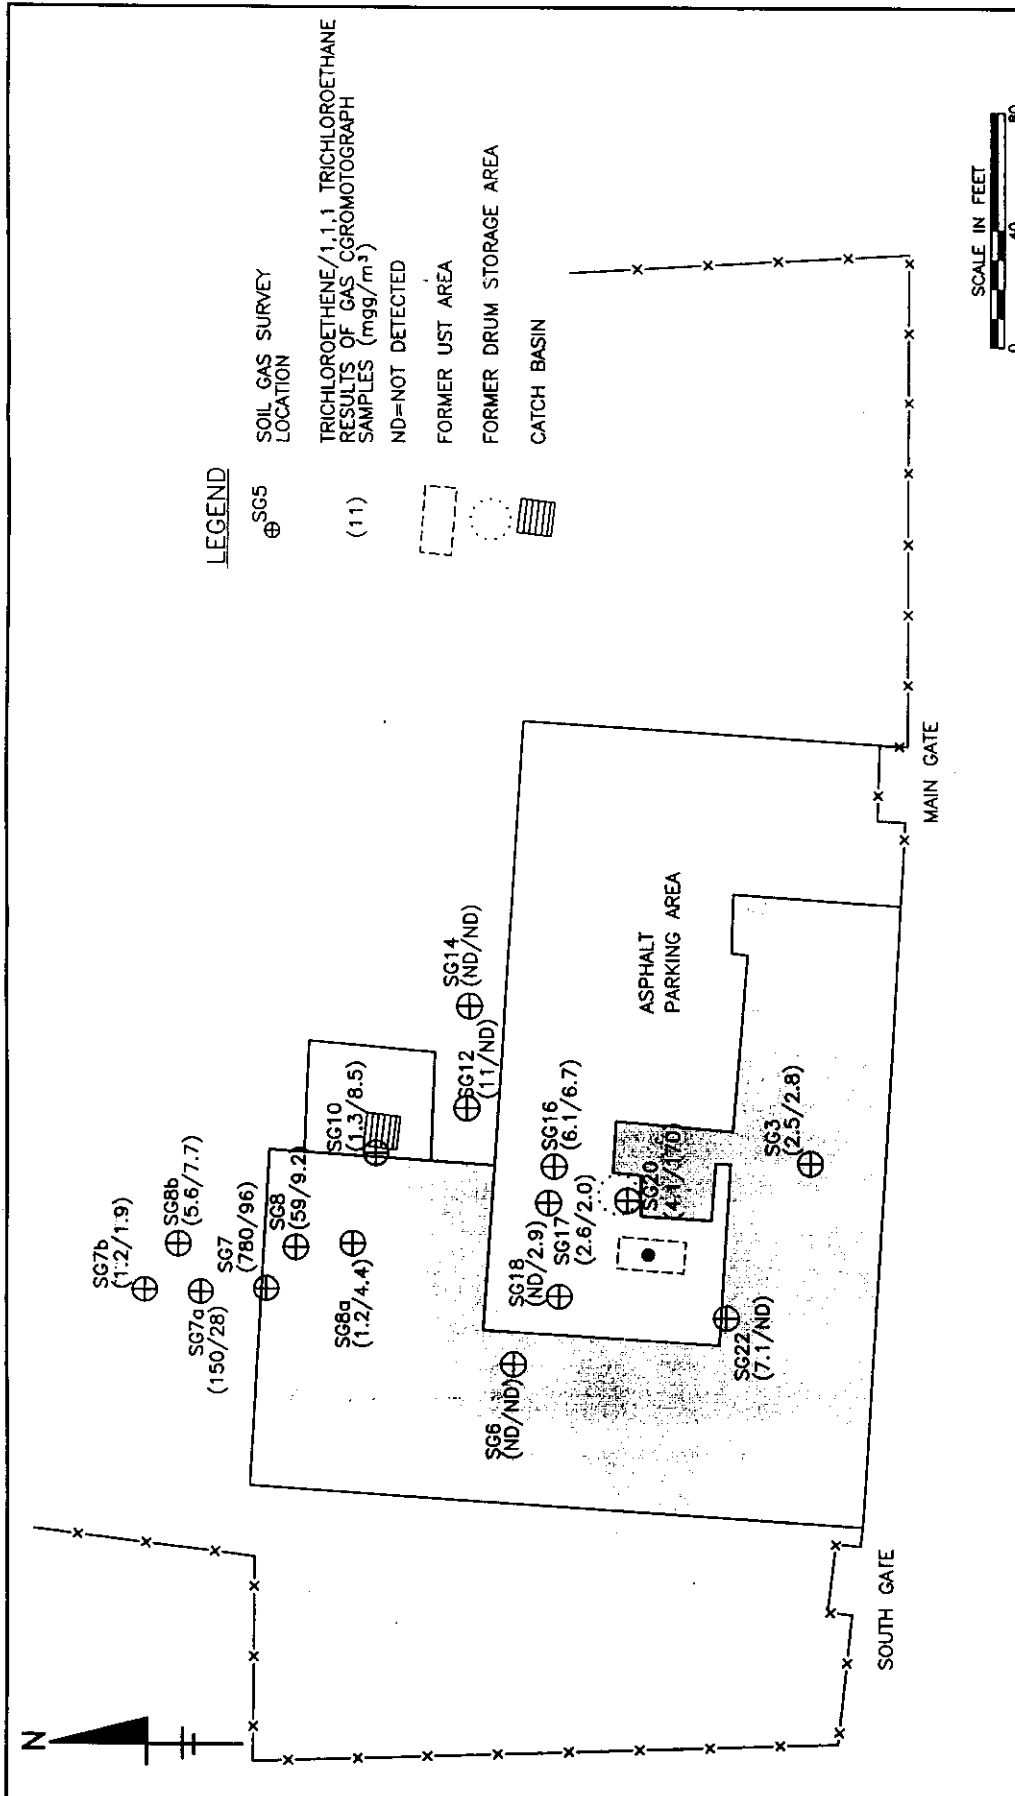 N
LEGEND
SG5
SOIL GAS SURVEY
LOCATION
(11)
TRICHLOROETHENE/1,1,1 TRICHLOROETHANE
RESULTS OF GAS CGROMOTOGRAPH
SAMPLES (mgg/m³)
ND=NOT DETECTED
FORMER UST AREA
FORMER DRUM STORAGE AREA
CATCH BASIN
SG7b
(1.2/1.9)
SG8b
(5.6/7.7)
SG7a
(150/28)
SG7
(780/96)
SG8
(59/9.2)
SG8a
(1.2/4.4)
SG10
(1.3/8.5)
SG12
(11/ND)
SG14
(ND/ND)
SG6
(ND/ND)
SG18
(ND/2.9)
SG17
(2.6/2.0)
SG16
(6.1/6.7)
SG20
(4.1/170)
SG22
(7.1/ND)
SG3
(2.5/2.8)
ASPHALT
PARKING AREA
SOUTH GATE
MAIN GATE
SCALE IN FEET
0 40 80